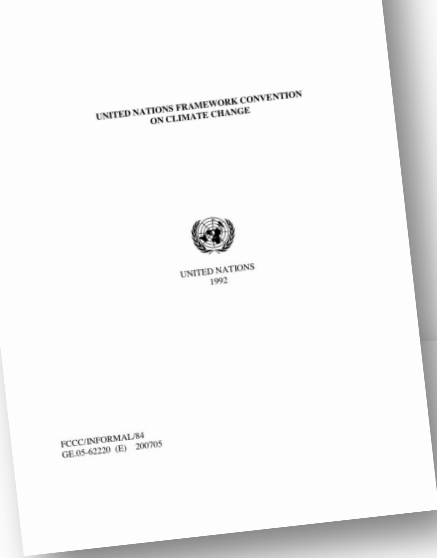 UNITED NATIONS FRAMEWORK CONVENTION
ON CLIMATE CHANGE
UNITED NATIONS
1992
FCCC/INFORMAL/84
GE.05-62220 (E) 200705